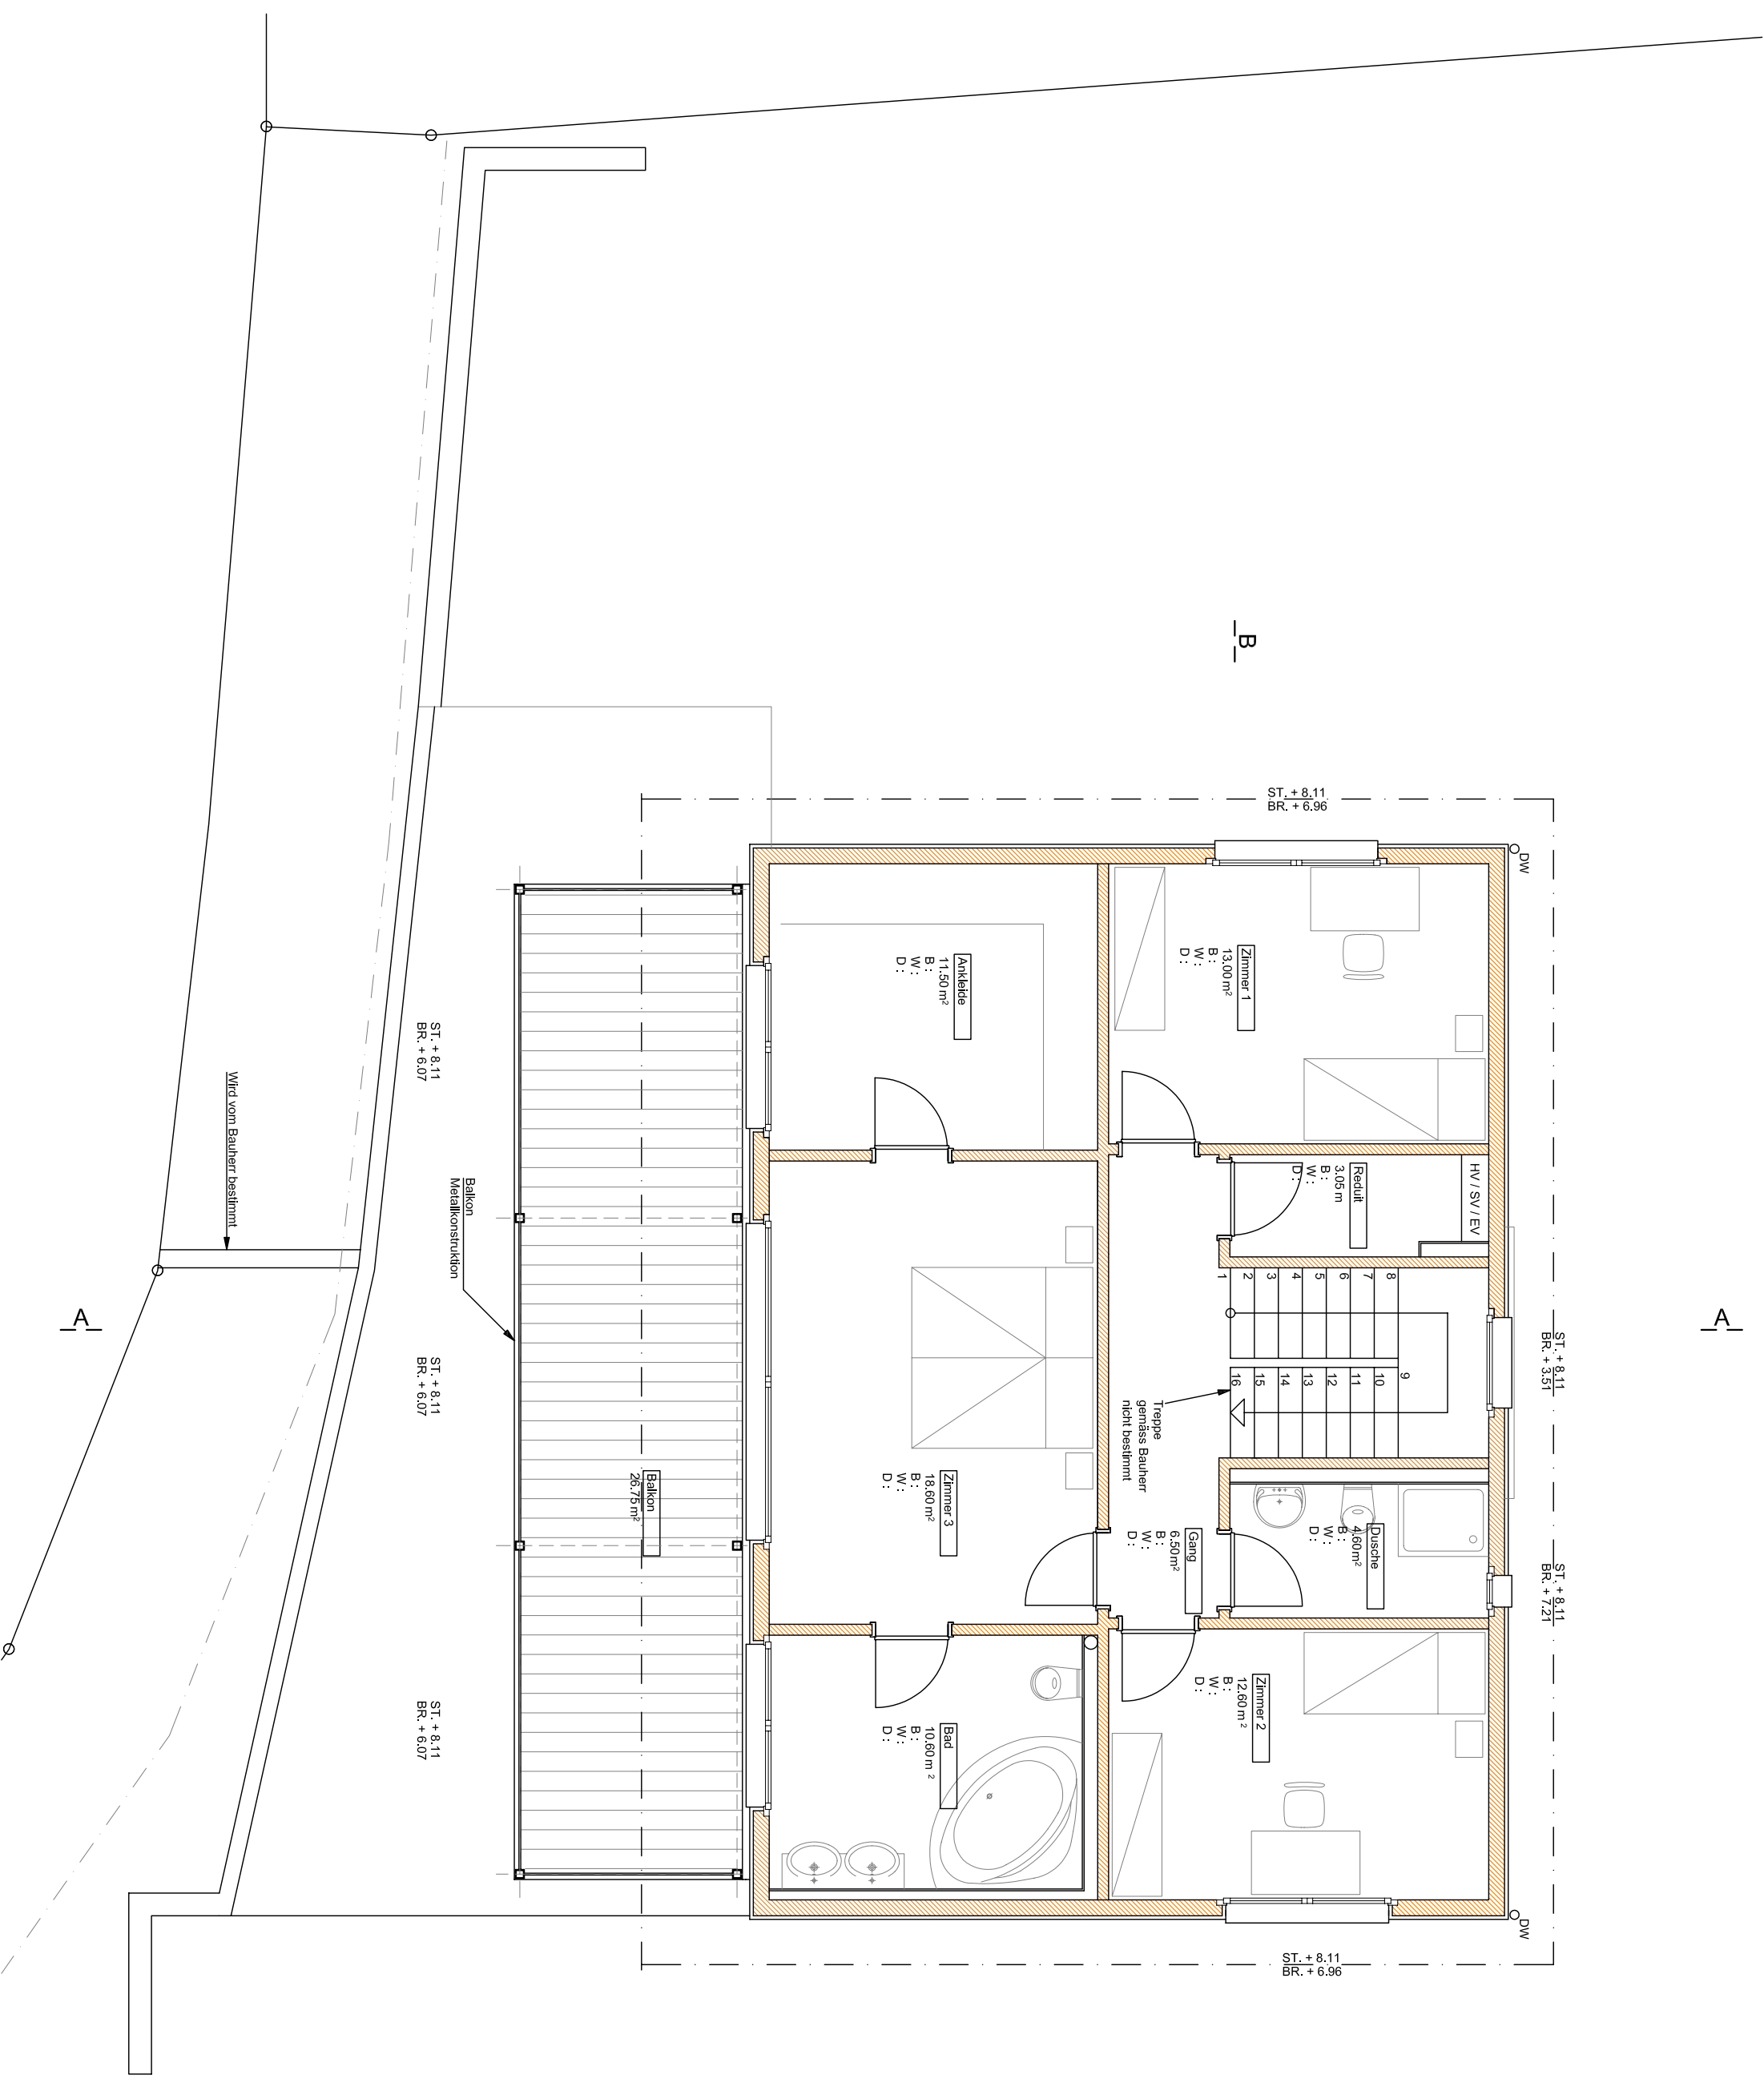 B
ST. + 8.11
BR. + 6.96
DW
Zimmer 1
B :
13.00 m²
W :
D :
Ankleide
11.50 m²
B :
W :
D :
HV / SV / EV
Reduit
3.05 m
B :
W :
D :
ST. + 8.11
BR. + 6.07
Wird vom Bauherr bestimmt
Balkon
Metallkonstruktion
A
A
ST. + 8.11
BR. + 3.51
1
2
3
4
5
6
7
8
9
10
11
12
13
14
15
16
Treppe
gemäss Bauherr
nicht bestimmt
ST. + 8.11
BR. + 6.07
Zimmer 3
18.60 m²
B :
W :
D :
Balkon
26.75 m²
Gang
6.50 m²
B :
W :
D :
Dusche
4.60 m²
B :
W :
D :
ST. + 8.11
BR. + 7.21
Zimmer 2
12.60 m²
B :
W :
D :
Bad
10.60 m²
B :
W :
D :
ST. + 8.11
BR. + 6.07
DW
ST. + 8.11
BR. + 6.96